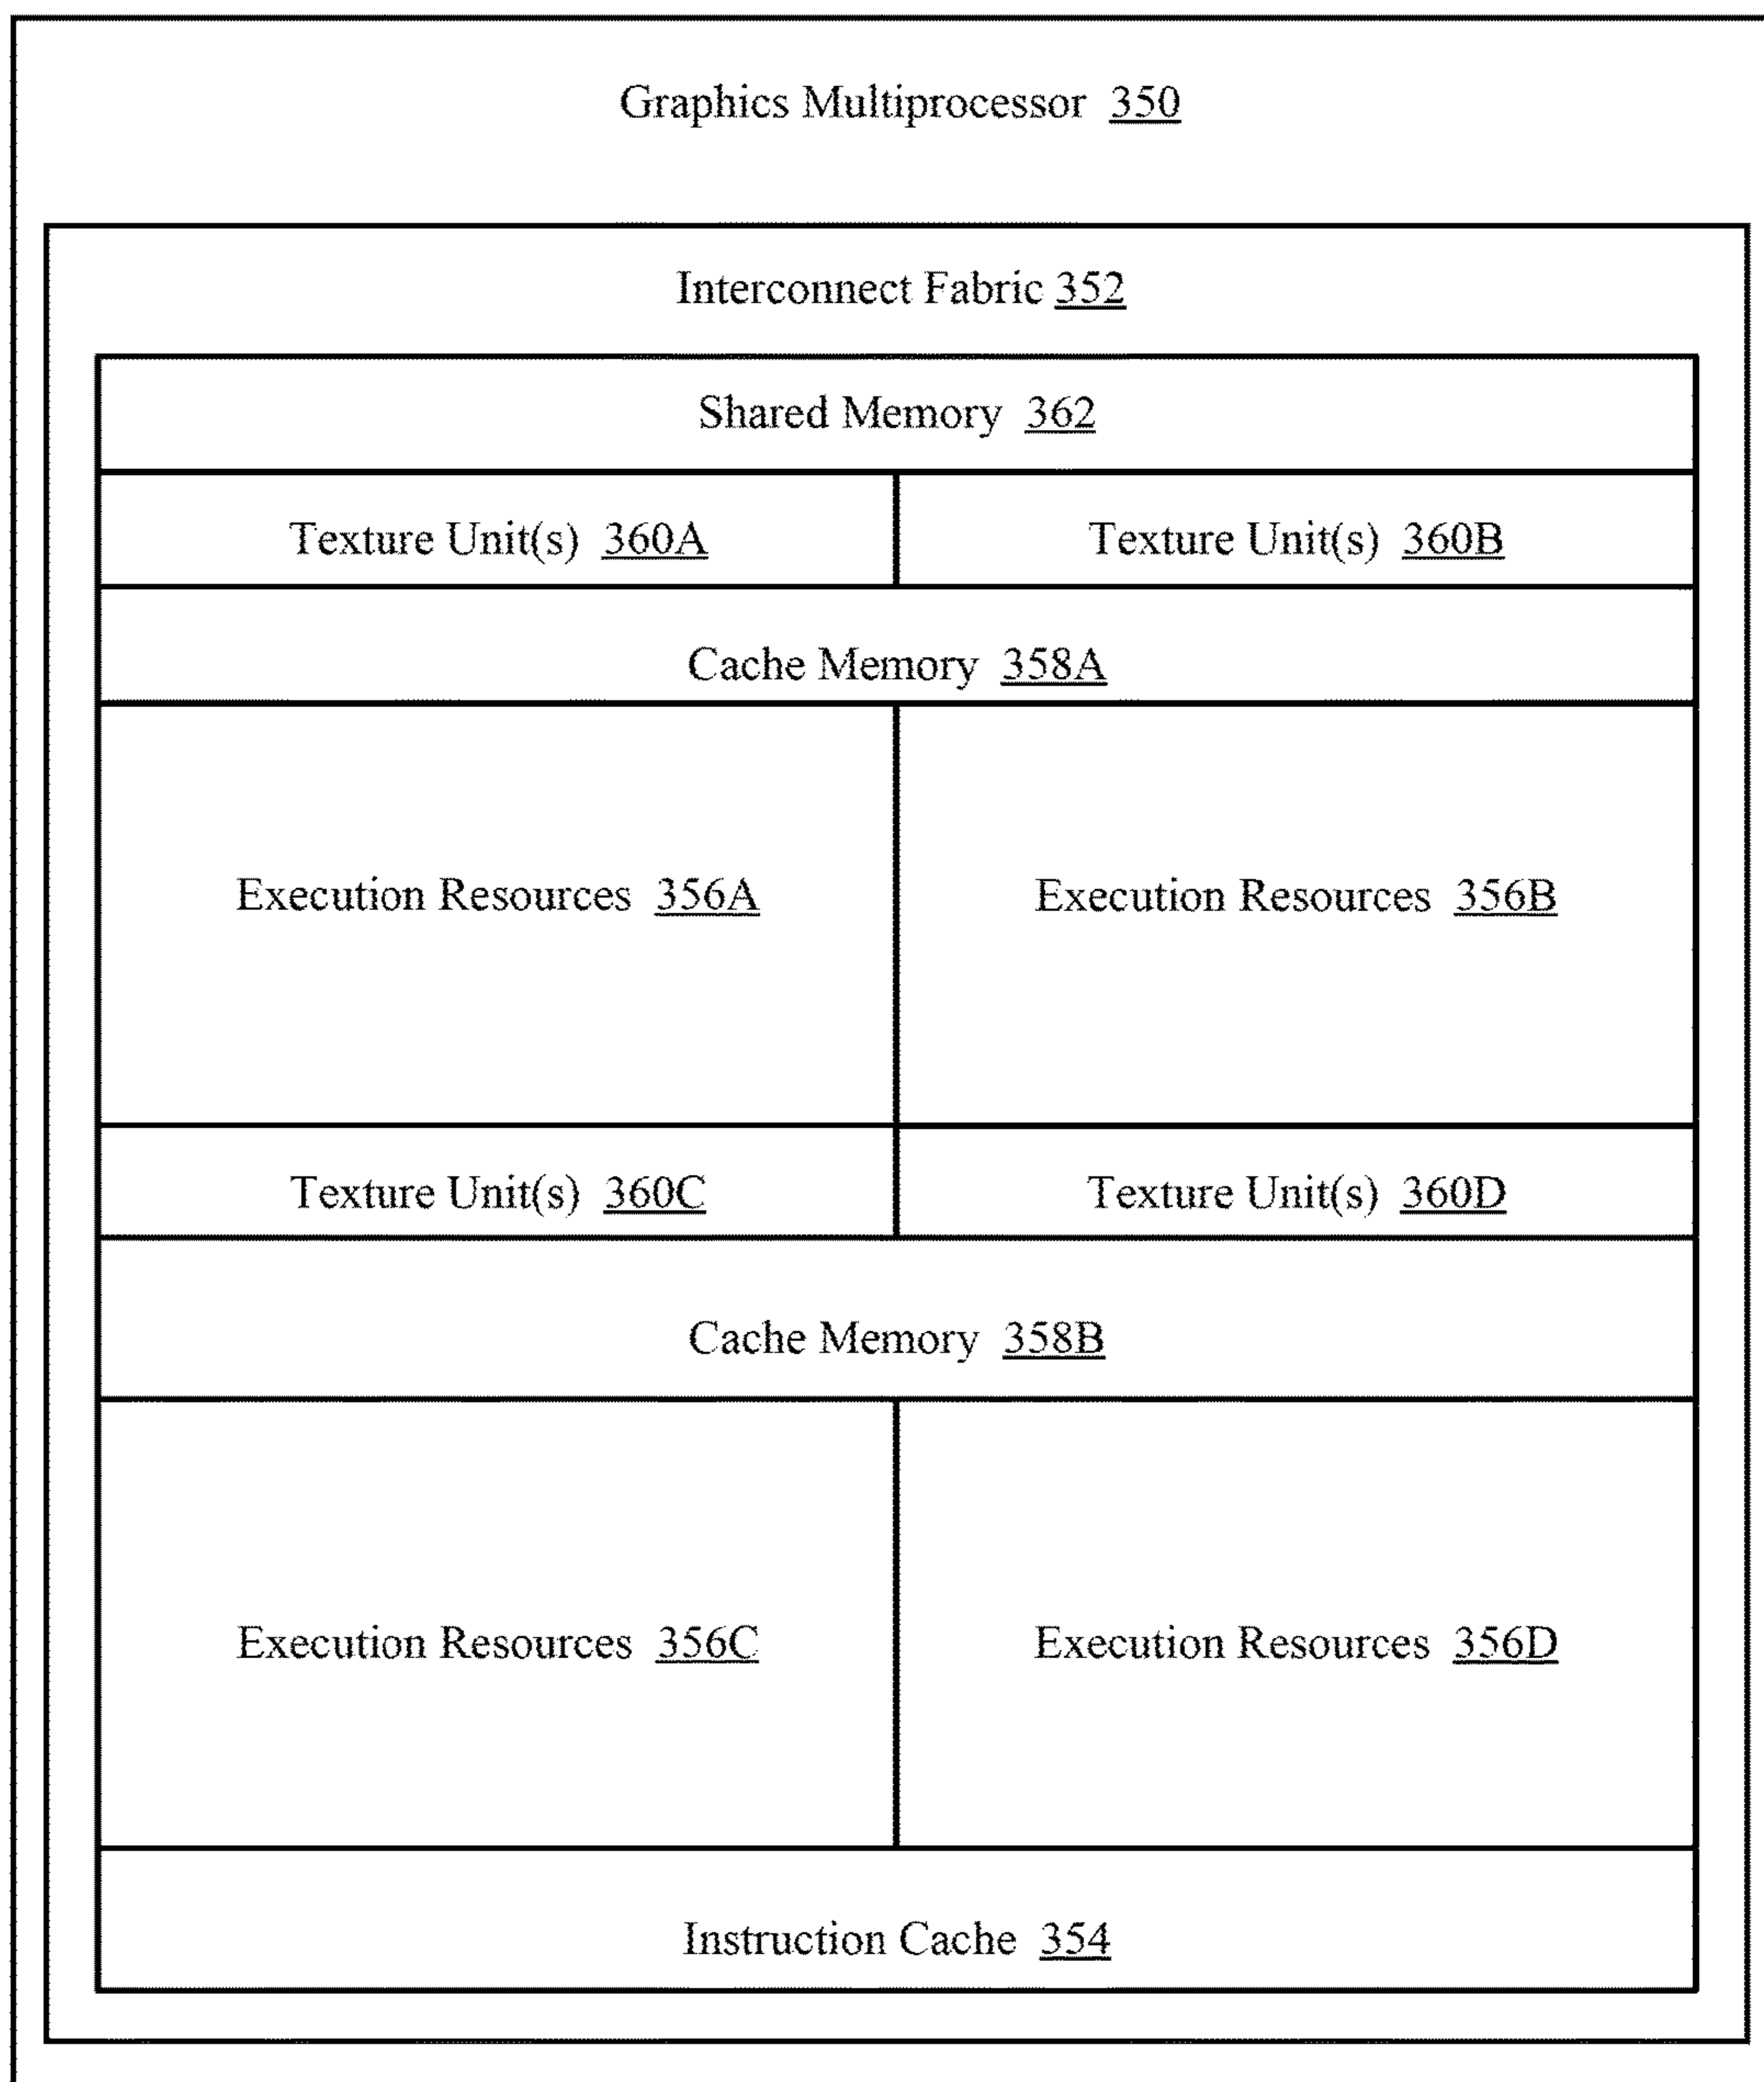 Graphics Multiprocessor 350
Interconnect Fabric 352
Shared Memory 362
Texture Unit(s) 360A
Texture Unit(s) 360B
Cache Memory 358A
Execution Resources 356A
Execution Resources 356B
Texture Unit(s) 360C
Texture Unit(s) 360D
Cache Memory 358B
Execution Resources 356C
Execution Resources 356D
Instruction Cache 354